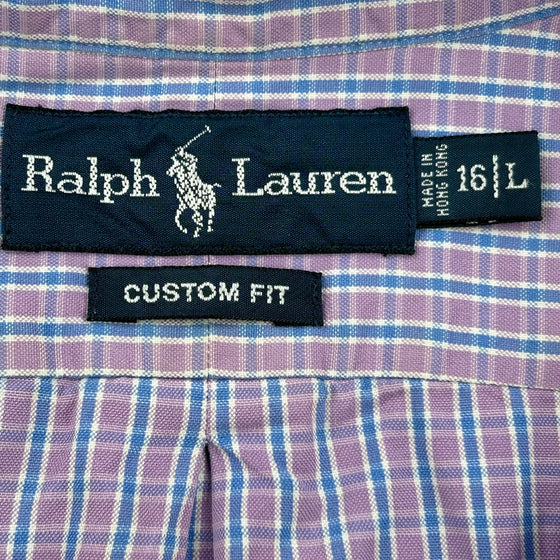 Ralph Lauren
MADE IN
HONG KONG
16 L
CUSTOM FIT